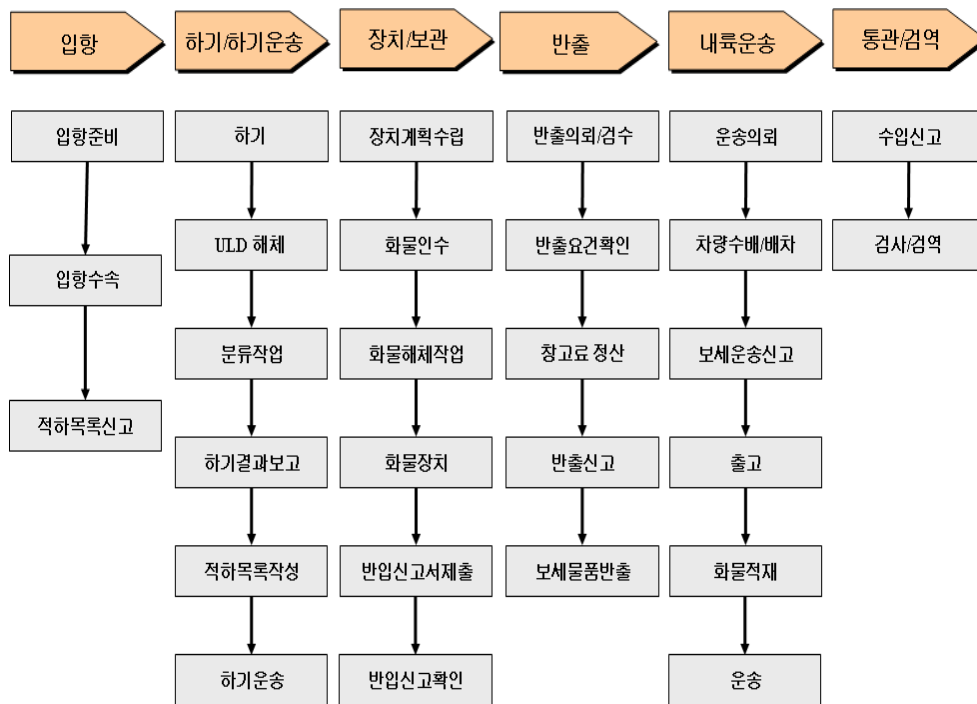 입항
하기/하기운송
장치/보관
반출
내륙운송
통관/검역
입항준비
입항수속
적하목록신고
하기
ULD 해체
분류작업
하기결과보고
적하목록작성
하기운송
장치계획수립
화물인수
화물해체작업
화물장치
반입신고서제출
반입신고확인
반출의뢰/검수
반출요건확인
창고료 정산
반출신고
보세물품반출
운송의뢰
차량수배/배차
보세운송신고
출고
화물적재
운송
수입신고
검사/검역